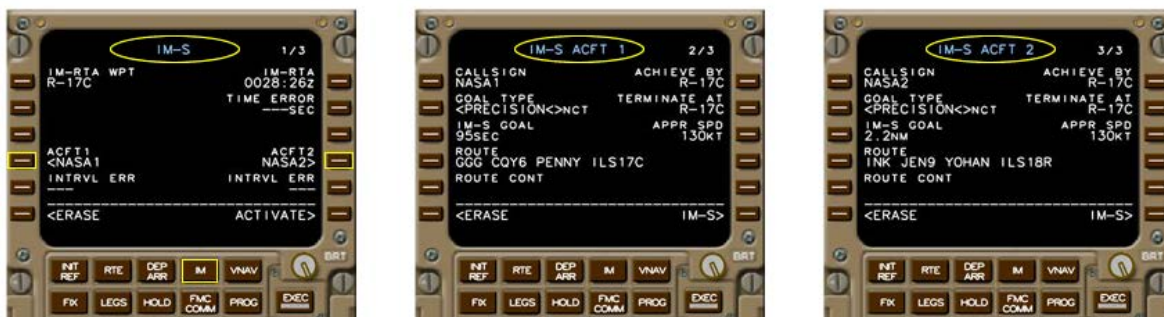 IM-S 1/3
IM-RTA WPT IM-RTA
R-17C 0028:26Z
TIME ERROR
---SEC
ACFT1 ACFT2
<NASA1 NASA2>
INTRVL ERR INTRVL ERR
--- ---
<ERASE ACTIVATE>
BRT
INIT REF RTE DEP ARR IM VNAV
FIX LEGS HOLD FMC COMM PROG EXEC
IM-S ACFT 1 2/3
CALLSIGN ACHIEVE BY
NASA1 R-17C
GOAL TYPE TERMINATE AT
<PRECISION<>NCT R-17C
IM-S GOAL APPR SPD
95SEC 130KT
ROUTE
GGG CQY6 PENNY ILS17C
ROUTE CONT
<ERASE IM-S>
BRT
INIT REF RTE DEP ARR IM VNAV
FIX LEGS HOLD FMC COMM PROG EXEC
IM-S ACFT 2 3/3
CALLSIGN ACHIEVE BY
NASA2 R-17C
GOAL TYPE TERMINATE AT
<PRECISION<>NCT R-17C
IM-S GOAL APPR SPD
2.2NM 130KT
ROUTE
INK JEN9 YOHAN ILS18R
ROUTE CONT
<ERASE IM-S>
BRT
INIT REF RTE DEP ARR IM VNAV
FIX LEGS HOLD FMC COMM PROG EXEC